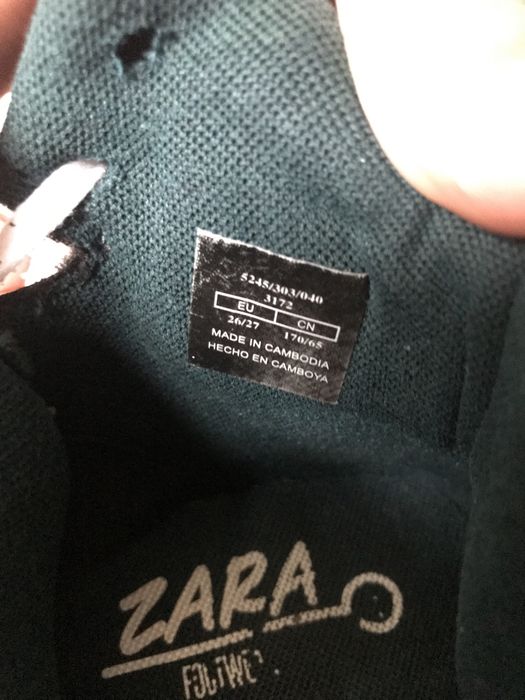 5245/303/040
3172
EU CN
26/27 170/65
MADE IN CAMBODIA
HECHO EN CAMBOYA
ZARA